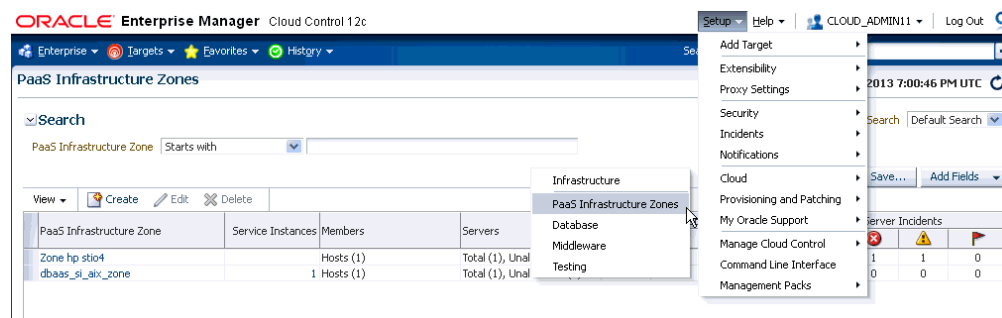 ORACLE Enterprise Manager Cloud Control 12c
Setup Help CLOUD_ADMIN11 Log Out
Enterprise Targets Favorites History
PaaS Infrastructure Zones
2013 7:00:46 PM UTC
Search
Search Default Search
PaaS Infrastructure Zone Starts with
Save... Add Fields
View Create Edit Delete
PaaS Infrastructure Zone Service Instances Members Servers Server Incidents
Zone hp stio4 Hosts (1) Total (1), 1 1 0
dbaas_si_aix_zone 1 Hosts (1) Total (1), 0 0 0
Add Target
Extensibility
Proxy Settings
Security
Incidents
Notifications
Cloud
Provisioning and Patching
My Oracle Support
Manage Cloud Control
Command Line Interface
Management Packs
Infrastructure
PaaS Infrastructure Zones
Database
Middleware
Testing